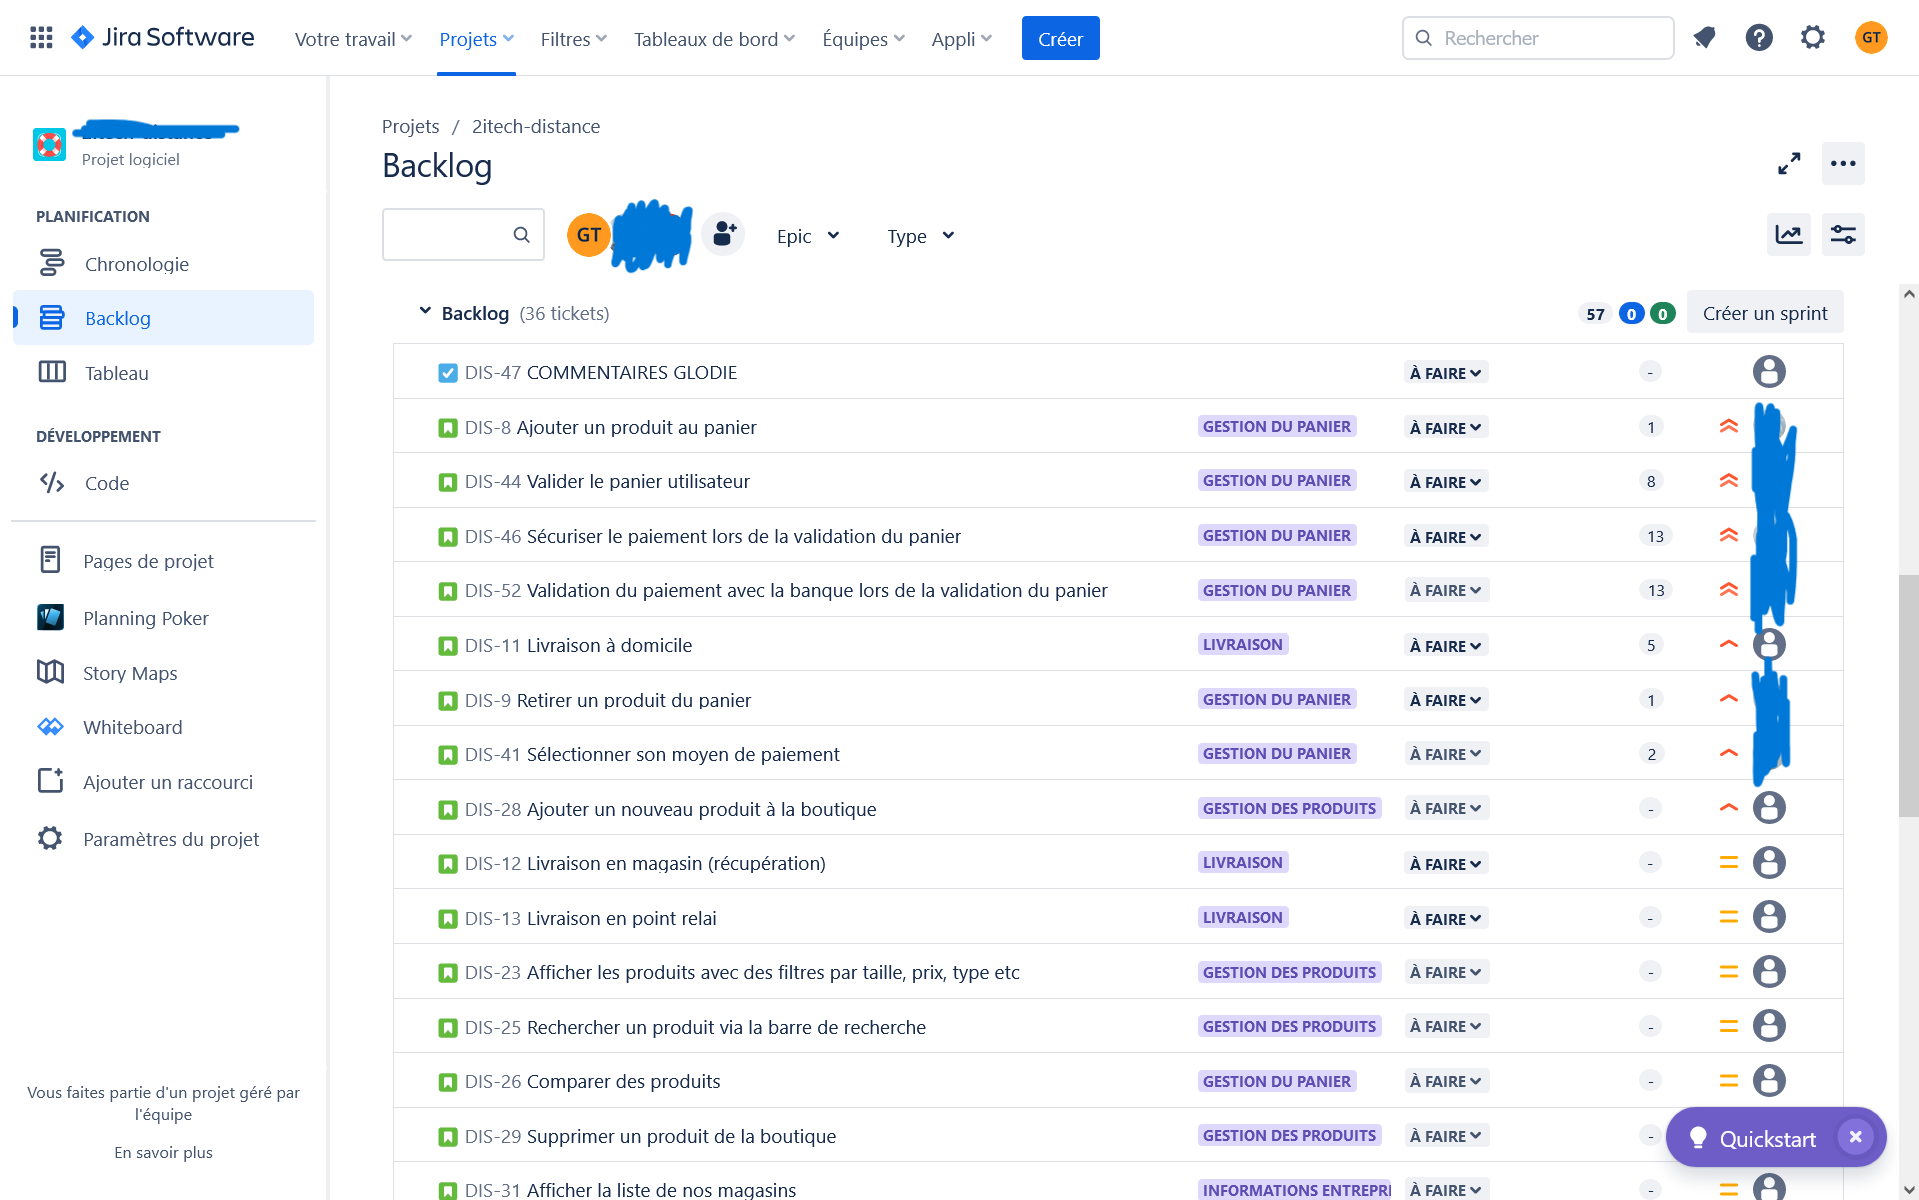 Jira Software
Votre travail
Projets
Filtres
Tableaux de bord
Équipes
Appli
Créer
Rechercher
GT
Projet logiciel
PLANIFICATION
Chronologie
Backlog
Tableau
DÉVELOPPEMENT
Code
Pages de projet
Planning Poker
Story Maps
Whiteboard
Ajouter un raccourci
Paramètres du projet
Vous faites partie d'un projet géré par
l'équipe
En savoir plus
Projets / 2itech-distance
Backlog
GT
Epic
Type
Backlog (36 tickets)
57 0 0
Créer un sprint
DIS-47 COMMENTAIRES GLODIE À FAIRE -
DIS-8 Ajouter un produit au panier GESTION DU PANIER À FAIRE 1
DIS-44 Valider le panier utilisateur GESTION DU PANIER À FAIRE 8
DIS-46 Sécuriser le paiement lors de la validation du panier GESTION DU PANIER À FAIRE 13
DIS-52 Validation du paiement avec la banque lors de la validation du panier GESTION DU PANIER À FAIRE 13
DIS-11 Livraison à domicile LIVRAISON À FAIRE 5
DIS-9 Retirer un produit du panier GESTION DU PANIER À FAIRE 1
DIS-41 Sélectionner son moyen de paiement GESTION DU PANIER À FAIRE 2
DIS-28 Ajouter un nouveau produit à la boutique GESTION DES PRODUITS À FAIRE -
DIS-12 Livraison en magasin (récupération) LIVRAISON À FAIRE -
DIS-13 Livraison en point relai LIVRAISON À FAIRE -
DIS-23 Afficher les produits avec des filtres par taille, prix, type etc GESTION DES PRODUITS À FAIRE -
DIS-25 Rechercher un produit via la barre de recherche GESTION DES PRODUITS À FAIRE -
DIS-26 Comparer des produits GESTION DU PANIER À FAIRE -
DIS-29 Supprimer un produit de la boutique GESTION DES PRODUITS À FAIRE -
DIS-31 Afficher la liste de nos magasins INFORMATIONS ENTREPRI À FAIRE -
Quickstart